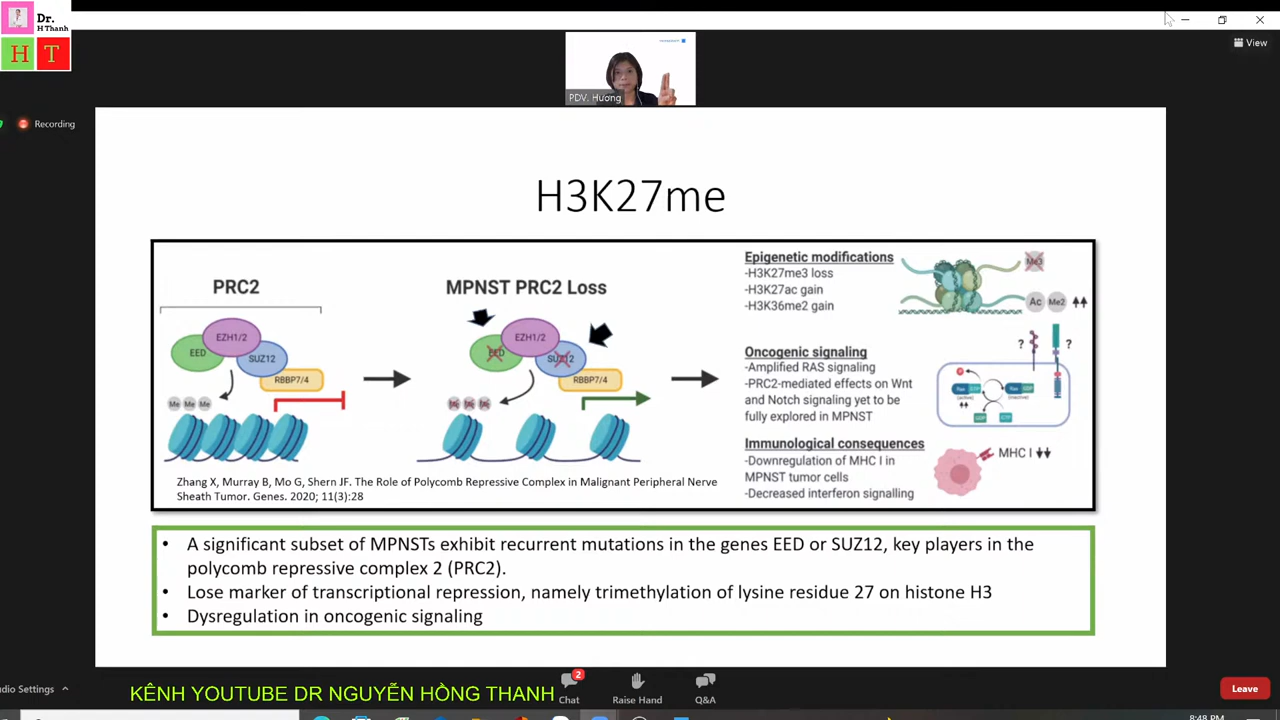 Dr.
H Thanh
H T
View
PDV. Hương
Recording
H3K27me
PRC2
EZH1/2
EED
SUZ12
RBBP7/4
Me Me Me
MPNST PRC2 Loss
EZH1/2
EED
SUZ12
RBBP7/4
Zhang X, Murray B, Mo G, Shern JF. The Role of Polycomb Repressive Complex in Malignant Peripheral Nerve
Sheath Tumor. Genes. 2020; 11(3):28
Epigenetic modifications
-H3K27me3 loss
-H3K27ac gain
-H3K36me2 gain
Me3
Ac Me2
Oncogenic signaling
-Amplified RAS signaling
-PRC2-mediated effects on Wnt
and Notch signaling yet to be
fully explored in MPNST
? ?
Immunological consequences
-Downregulation of MHC I in
MPNST tumor cells
-Decreased interferon signalling
MHC I
• A significant subset of MPNSTs exhibit recurrent mutations in the genes EED or SUZ12, key players in the
polycomb repressive complex 2 (PRC2).
• Lose marker of transcriptional repression, namely trimethylation of lysine residue 27 on histone H3
• Dysregulation in oncogenic signaling
dio Settings
KÊNH YOUTUBE DR NGUYỄN HỒNG THANH
2
Chat
Raise Hand
Q&A
Leave
8:48 PM